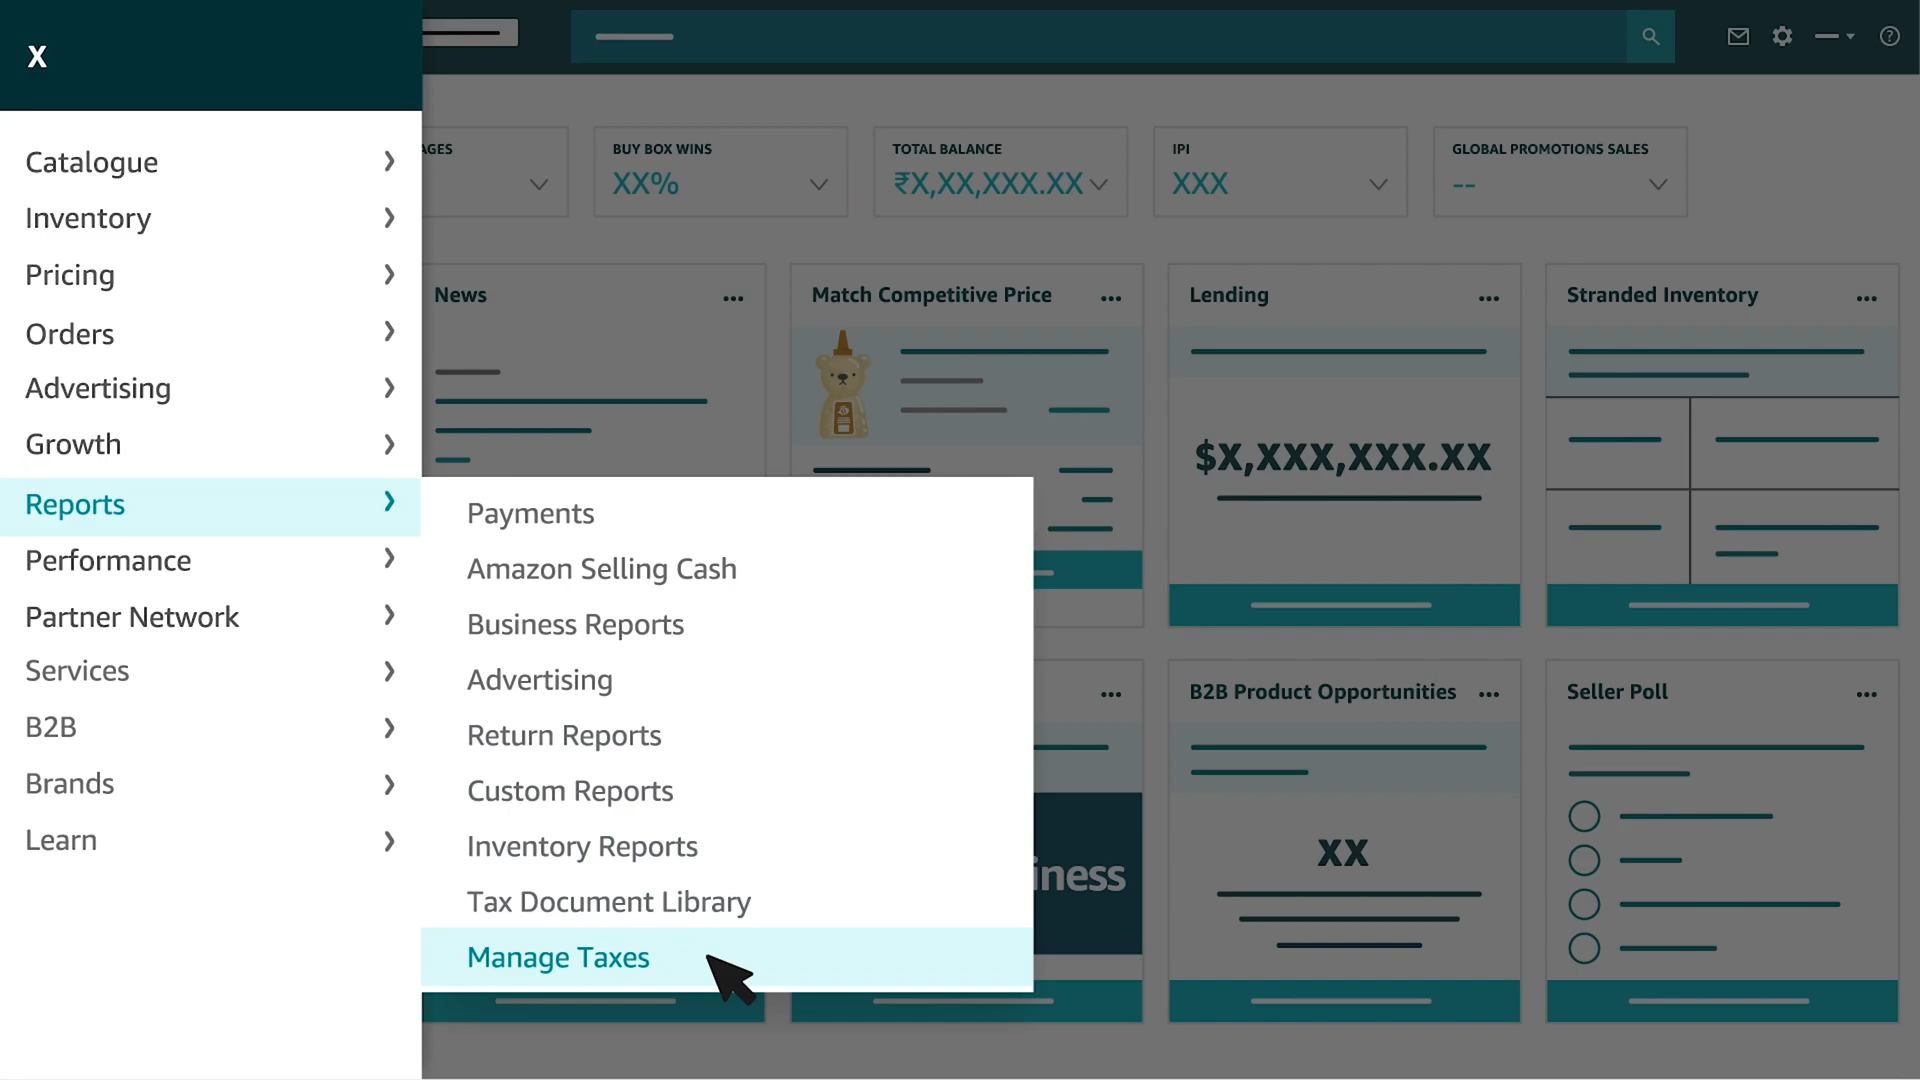 X
Catalogue
Inventory
Pricing
Orders
Advertising
Growth
Reports
Performance
Partner Network
Services
B2B
Brands
Learn
Payments
Amazon Selling Cash
Business Reports
Advertising
Return Reports
Custom Reports
Inventory Reports
Tax Document Library
Manage Taxes
AGES
BUY BOX WINS
XX%
TOTAL BALANCE
₹X,XX,XXX.XX
IPI
XXX
GLOBAL PROMOTIONS SALES
--
News
Match Competitive Price
Lending
$X,XXX,XXX.XX
Stranded Inventory
iness
B2B Product Opportunities
XX
Seller Poll